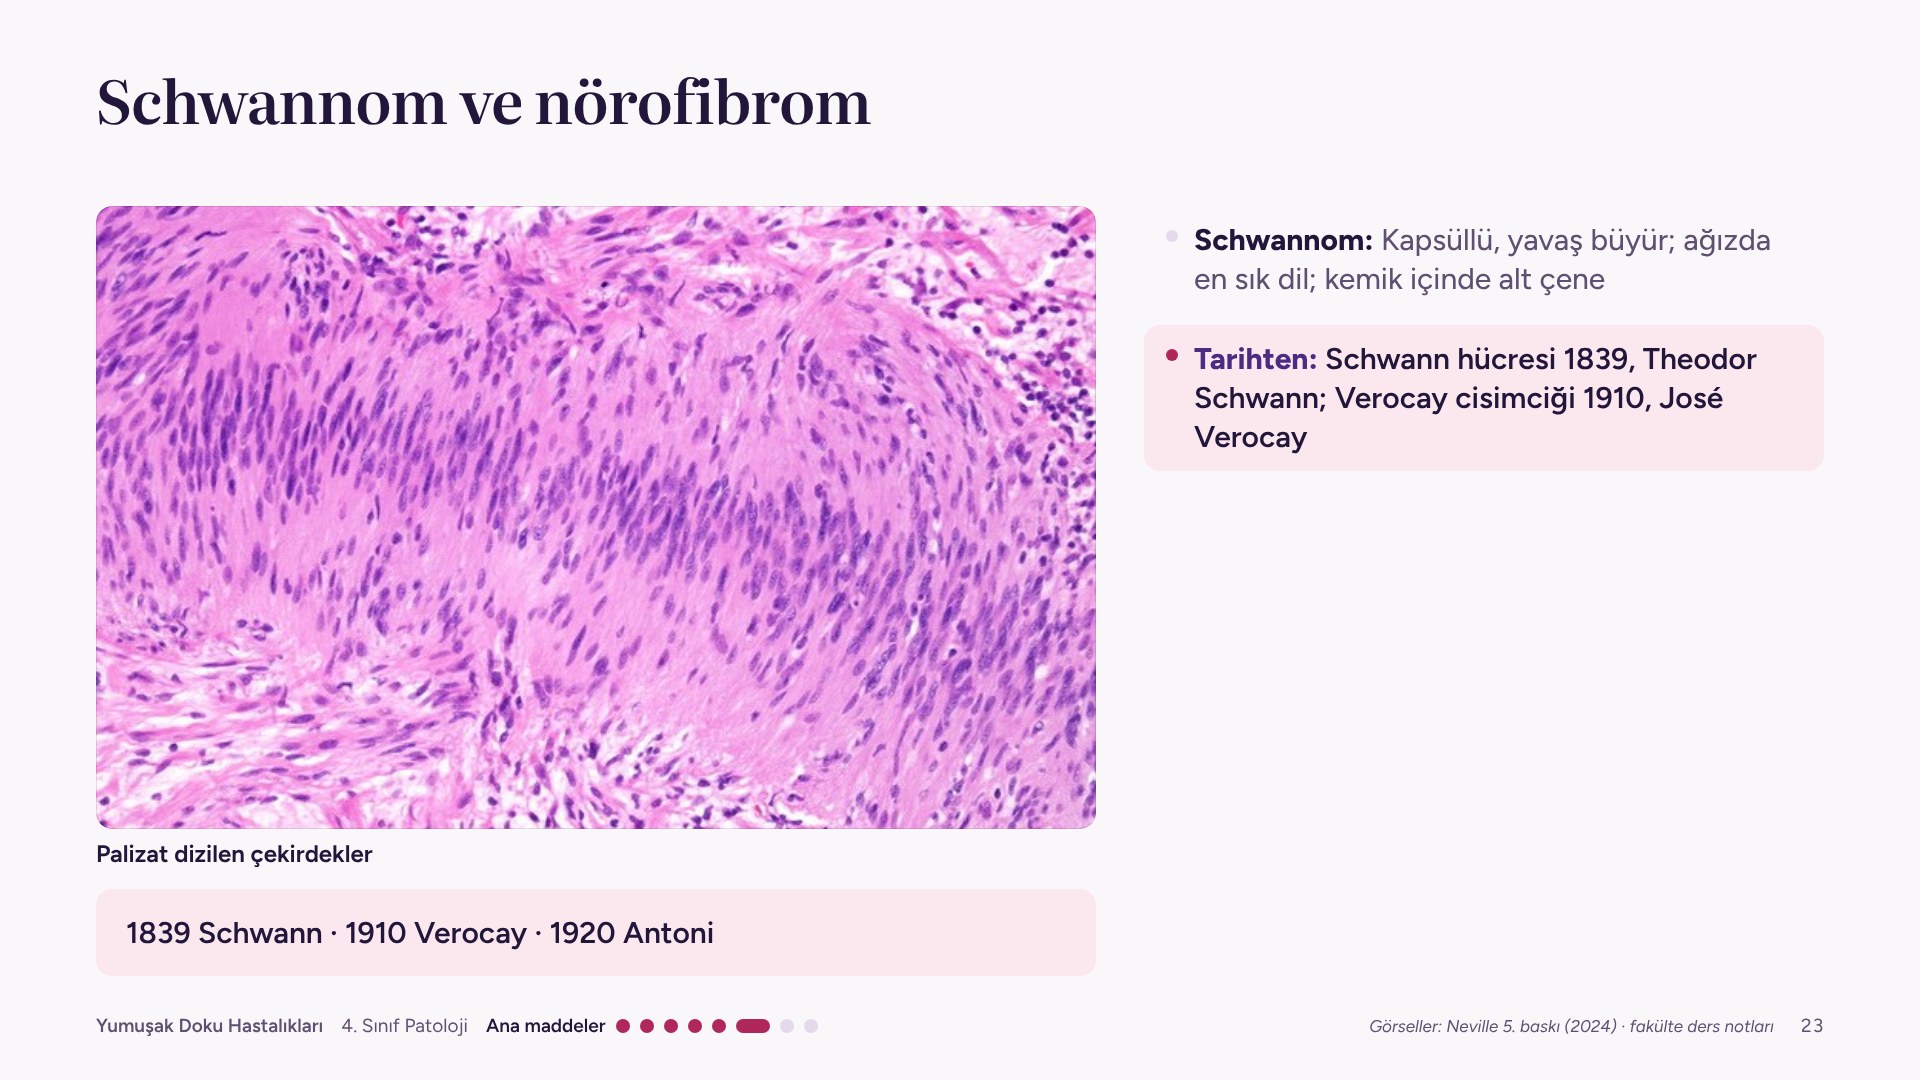 Schwannom ve nörofibrom
Schwannom: Kapsüllü, yavaş büyür; ağızda
en sık dil; kemik içinde alt çene
Tarihten: Schwann hücresi 1839, Theodor
Schwann; Verocay cisimciği 1910, José
Verocay
Palizat dizilen çekirdekler
1839 Schwann · 1910 Verocay · 1920 Antoni
Yumuşak Doku Hastalıkları 4. Sınıf Patoloji Ana maddeler
Görseller: Neville 5. baskı (2024) · fakülte ders notları 23